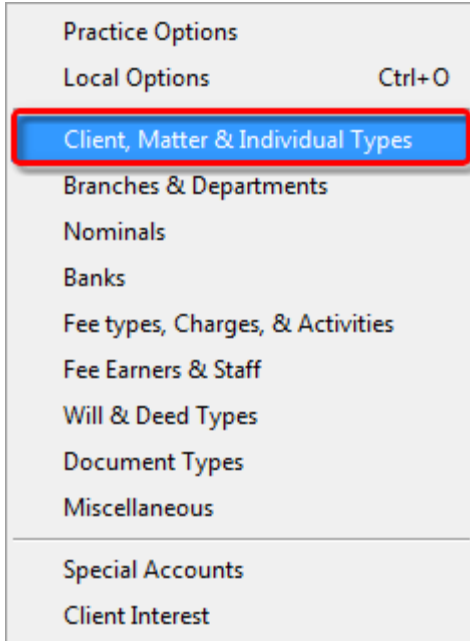 Practice Options
Local Options Ctrl+O
Client, Matter & Individual Types
Branches & Departments
Nominals
Banks
Fee types, Charges, & Activities
Fee Earners & Staff
Will & Deed Types
Document Types
Miscellaneous
Special Accounts
Client Interest